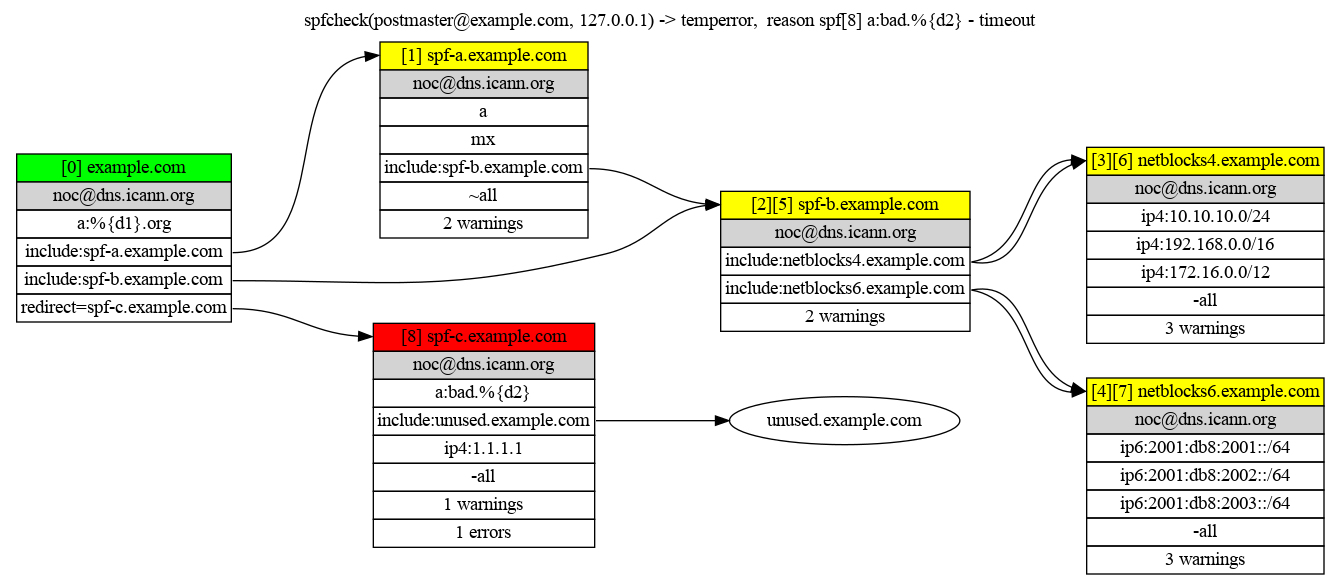 spfcheck(postmaster@example.com, 127.0.0.1) -> temperror,  reason spf[8] a:bad.%{d2} - timeout
[0] example.com
noc@dns.icann.org
a:%{d1}.org
include:spf-a.example.com
include:spf-b.example.com
redirect=spf-c.example.com
[1] spf-a.example.com
noc@dns.icann.org
a
mx
include:spf-b.example.com
~all
2 warnings
[8] spf-c.example.com
noc@dns.icann.org
a:bad.%{d2}
include:unused.example.com
ip4:1.1.1.1
-all
1 warnings
1 errors
[2][5] spf-b.example.com
noc@dns.icann.org
include:netblocks4.example.com
include:netblocks6.example.com
2 warnings
unused.example.com
[3][6] netblocks4.example.com
noc@dns.icann.org
ip4:10.10.10.0/24
ip4:192.168.0.0/16
ip4:172.16.0.0/12
-all
3 warnings
[4][7] netblocks6.example.com
noc@dns.icann.org
ip6:2001:db8:2001::/64
ip6:2001:db8:2002::/64
ip6:2001:db8:2003::/64
-all
3 warnings